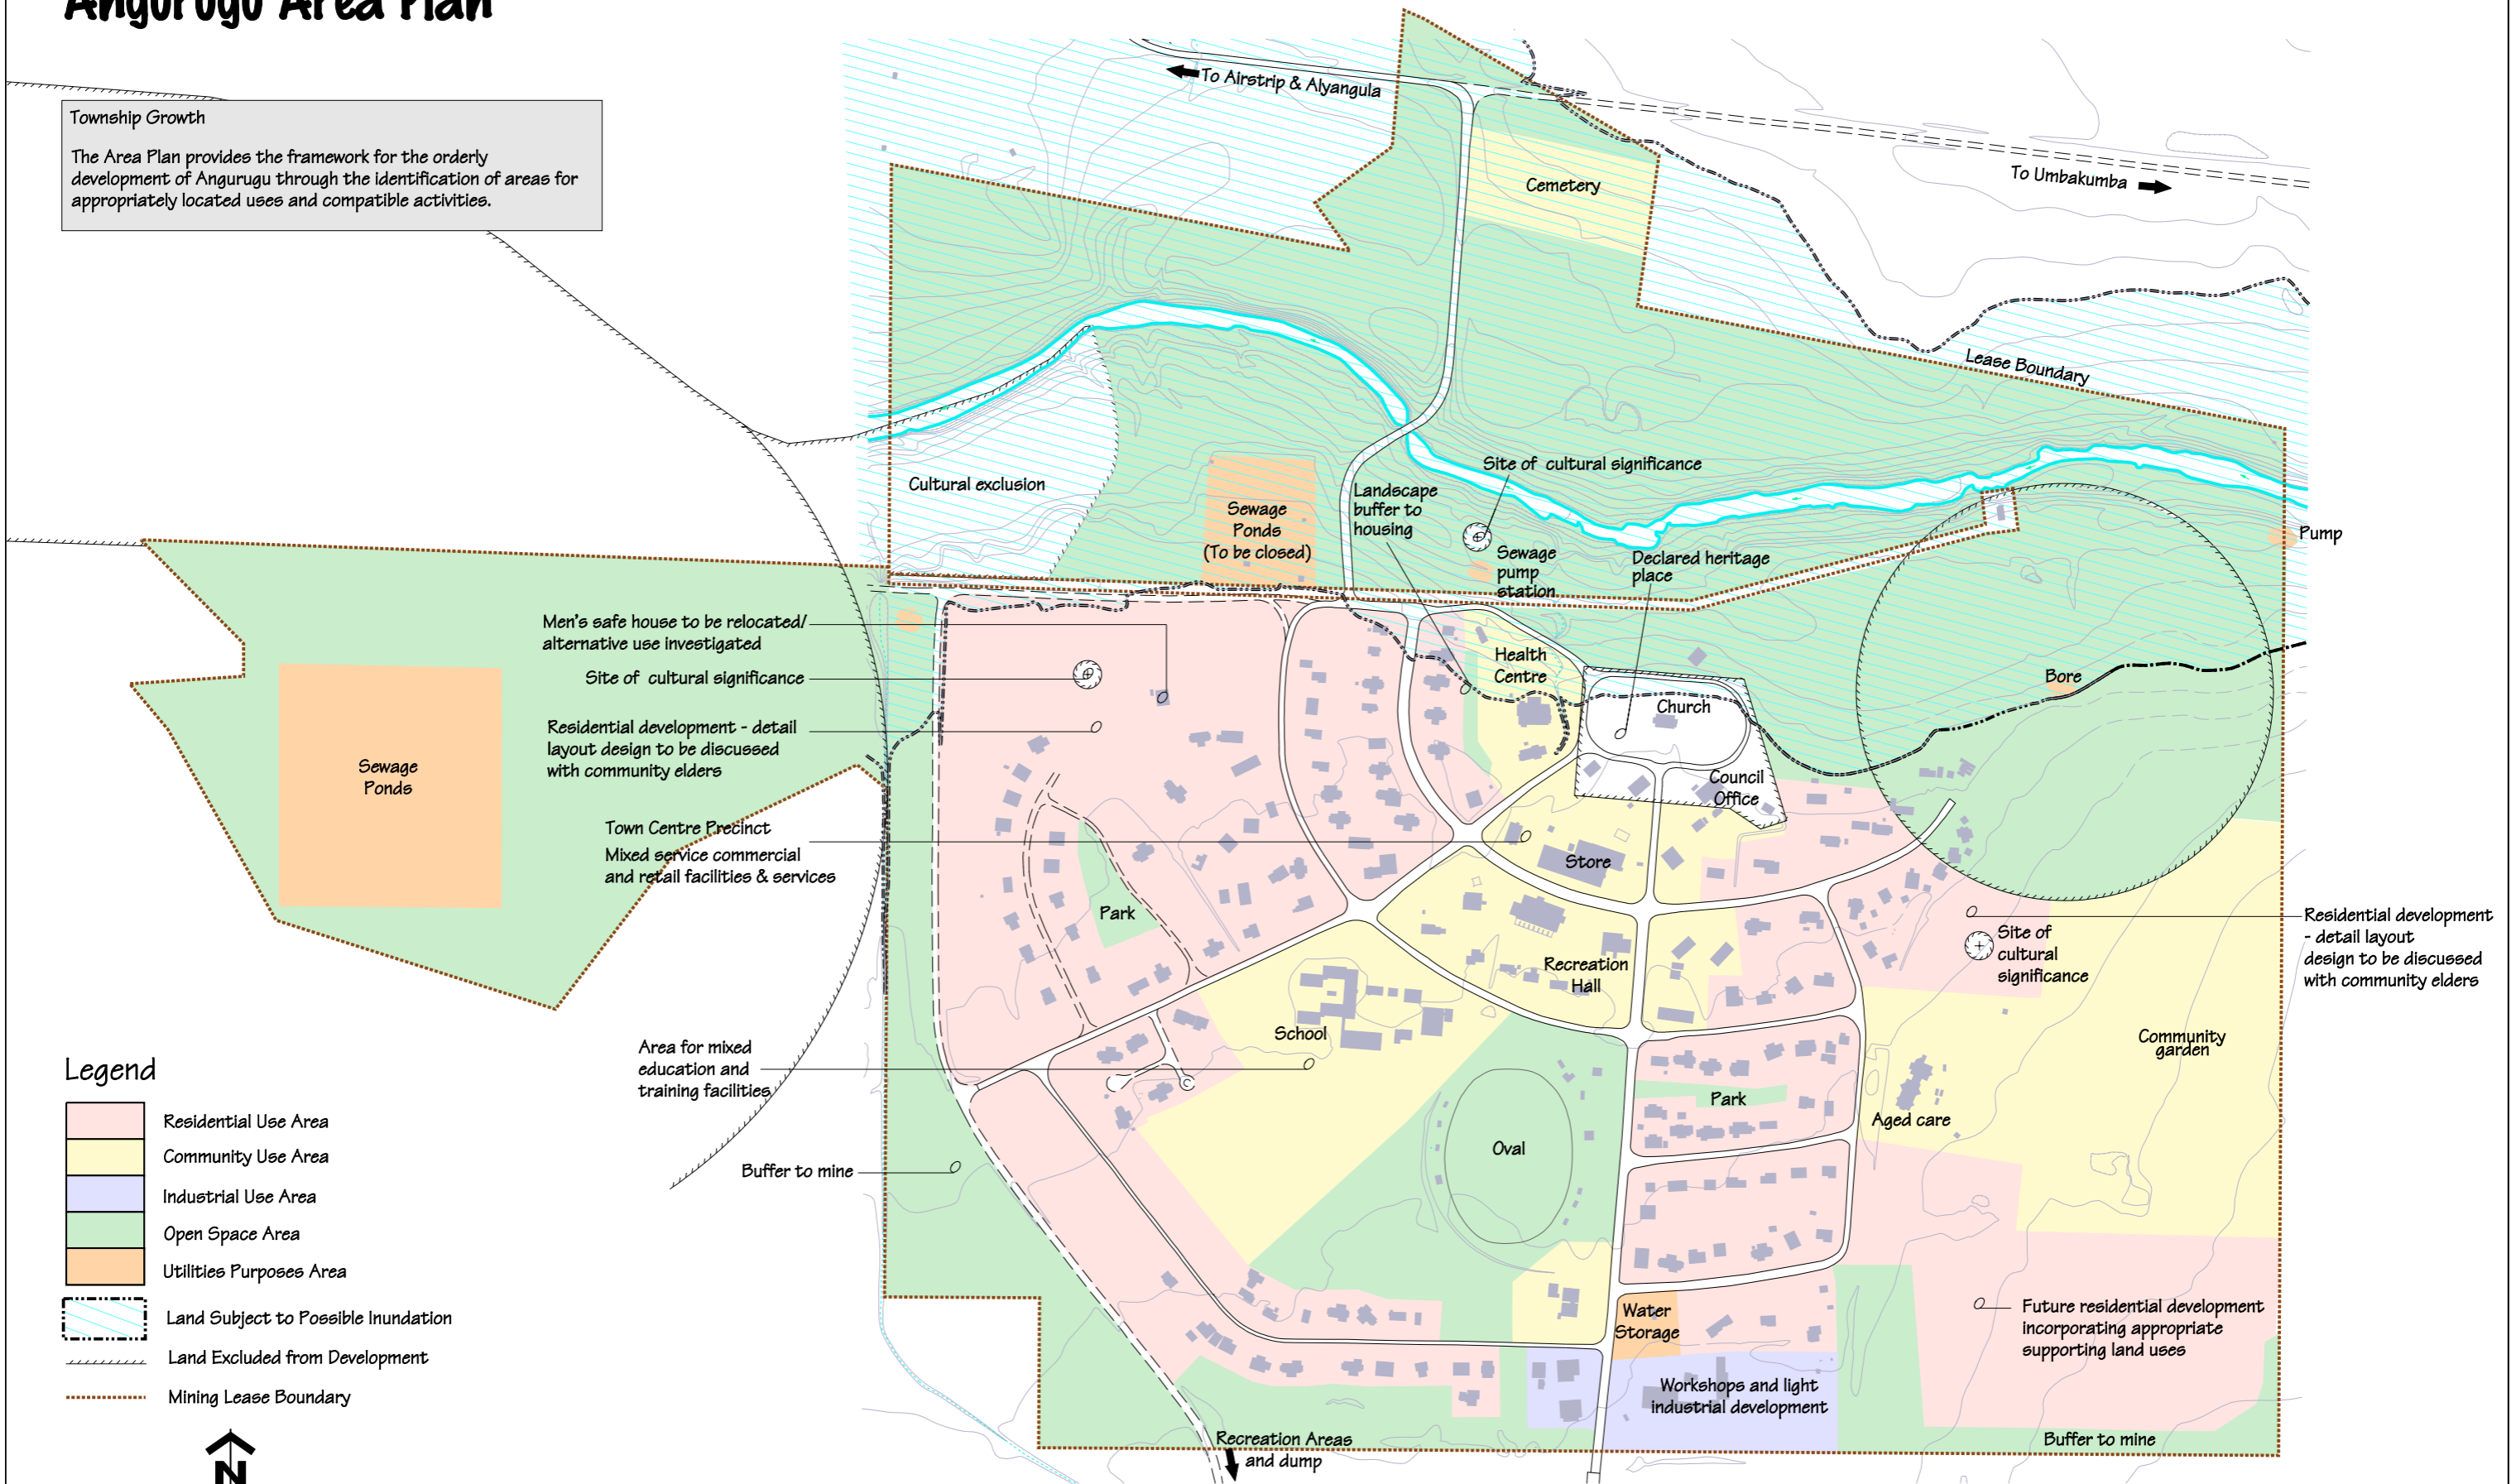 Angurugu Area Plan
Township Growth
The Area Plan provides the framework for the orderly
development of Angurugu through the identification of areas for
appropriately located uses and compatible activities.
To Airstrip & Alyangula
Cemetery
To Umbakumba
Lease Boundary
Cultural exclusion
Sewage
Ponds
(To be closed)
Landscape
buffer to
housing
Site of cultural significance
Sewage
pump
station
Declared heritage
place
Pump
Men's safe house to be relocated/
alternative use investigated
Site of cultural significance
Residential development - detail
layout design to be discussed
with community elders
Health
Centre
Church
Bore
Council
Office
Sewage
Ponds
Town Centre Precinct
Mixed service commercial
and retail facilities & services
Store
Park
Recreation
Hall
Site of
cultural
significance
Residential development
- detail layout
design to be discussed
with community elders
School
Area for mixed
education and
training facilities
Community
garden
Park
Aged care
Oval
Buffer to mine
Legend
Residential Use Area
Community Use Area
Industrial Use Area
Open Space Area
Utilities Purposes Area
Land Subject to Possible Inundation
Land Excluded from Development
Mining Lease Boundary
N
Water
Storage
Future residential development
incorporating appropriate
supporting land uses
Workshops and light
industrial development
Recreation Areas
and dump
Buffer to mine